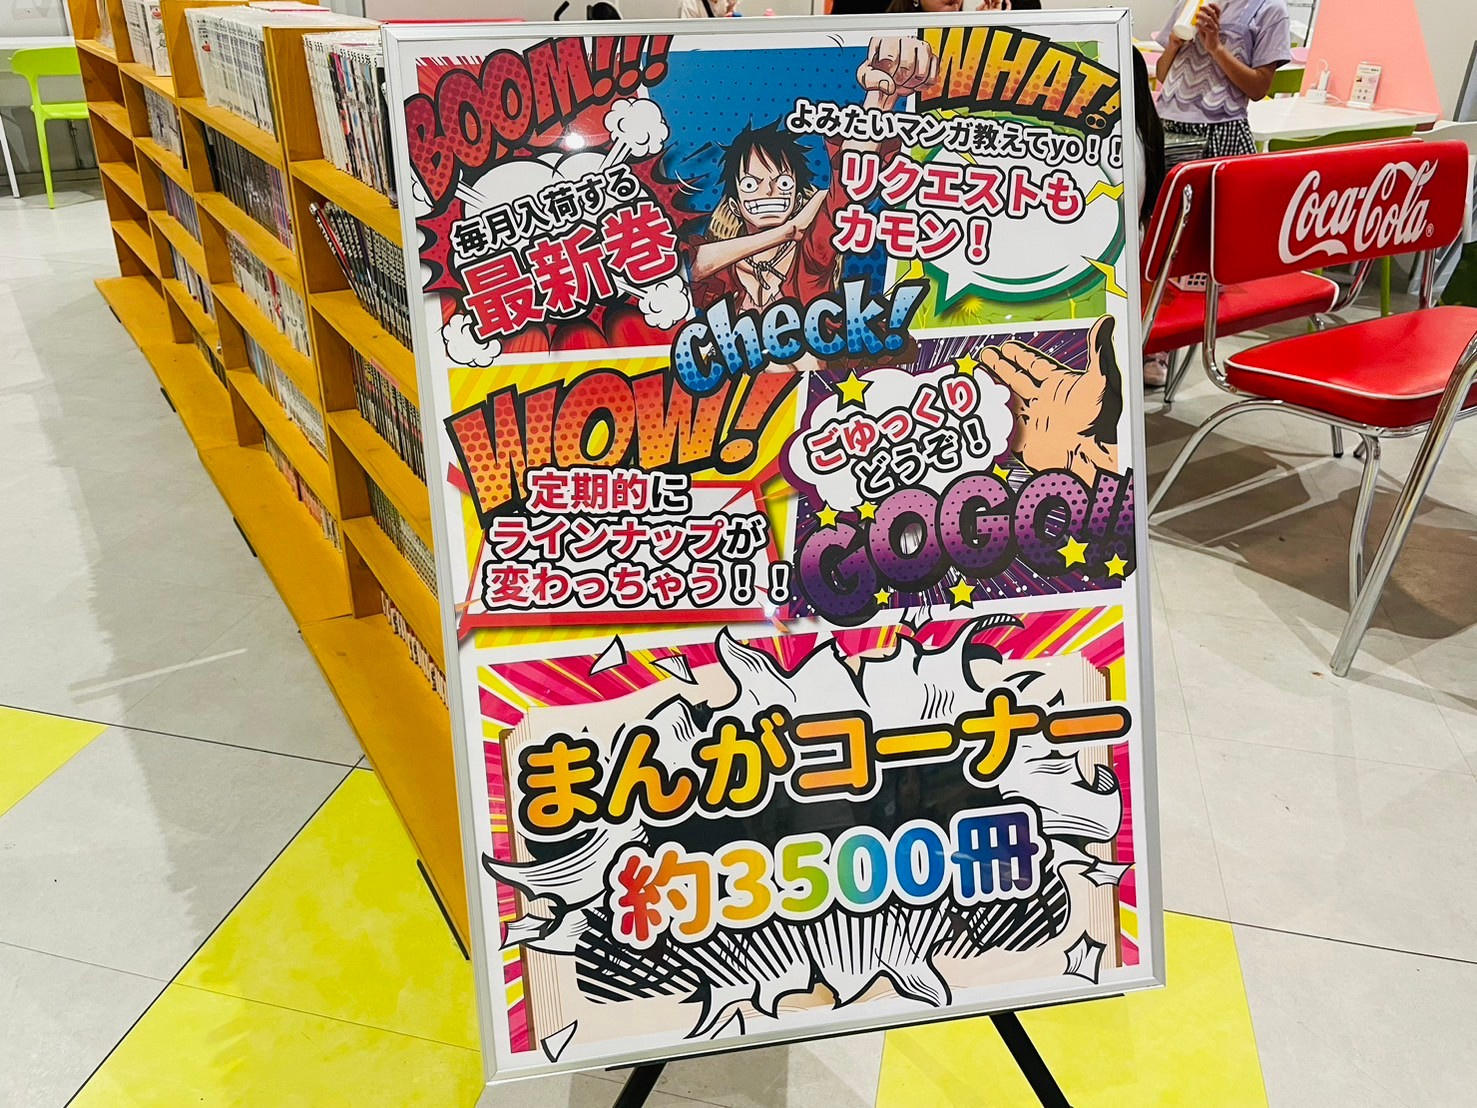 BOOM!!!
毎月入荷する
最新巻
WHAT!!
よみたいマンガ教えてyo！！
リクエストも
カモン！
Check!
WOW!
定期的に
ラインナップが
変わっちゃう！！
ごゆっくり
どうぞ！
GOGO!!
まんがコーナー
約3500冊
Coca-Cola®